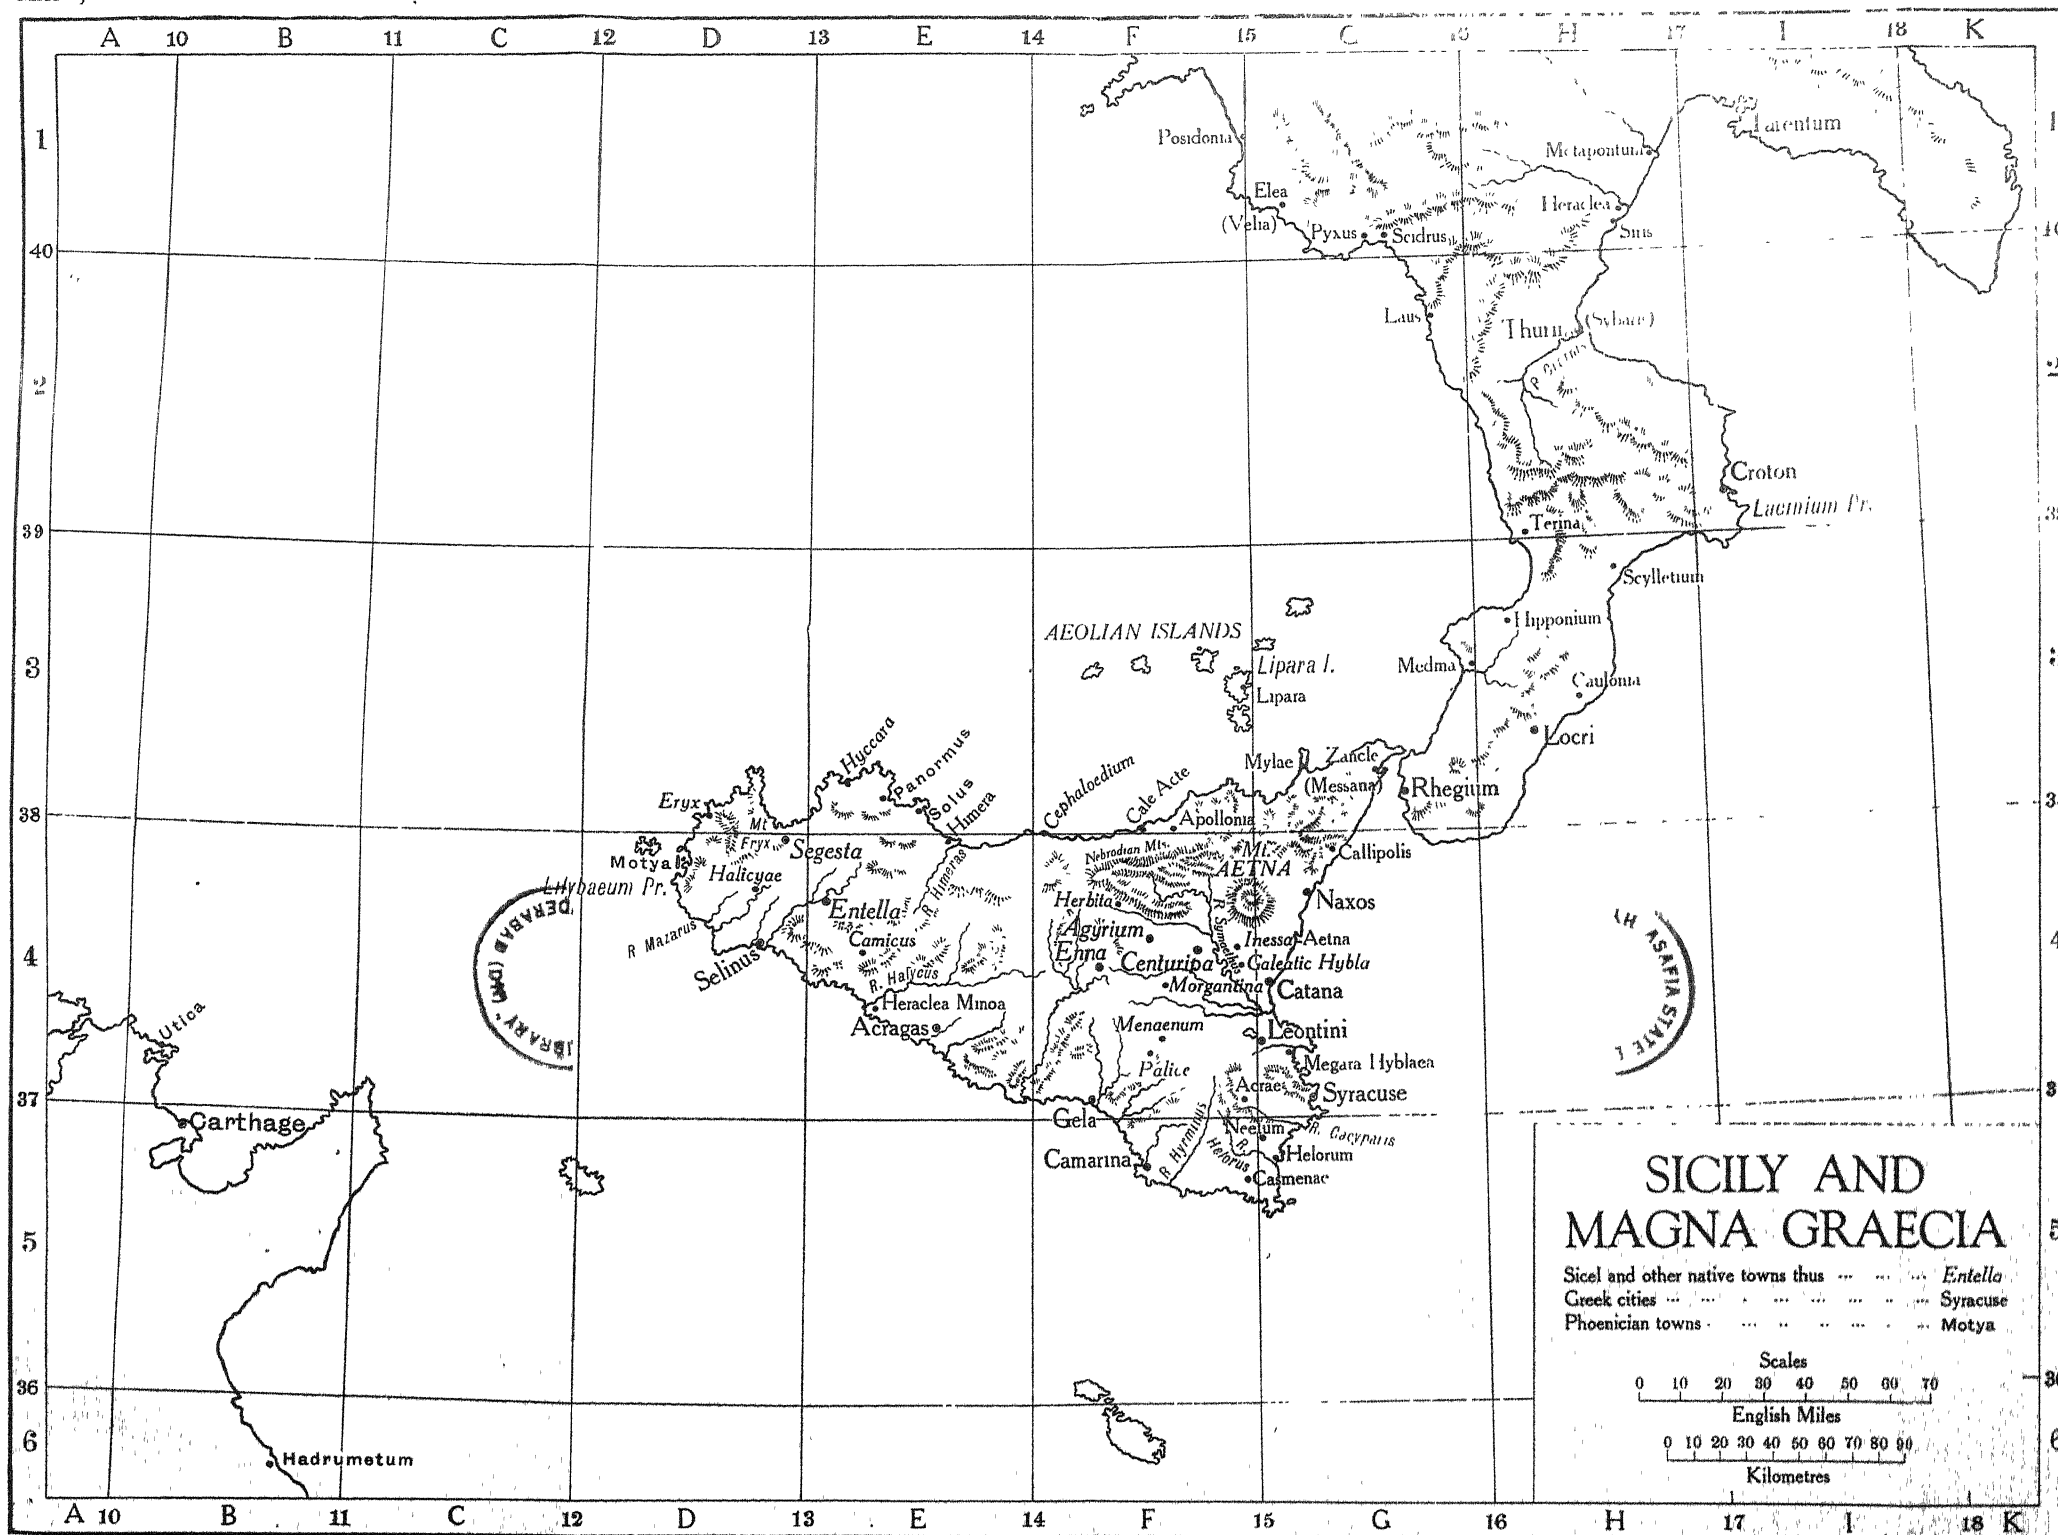 A 10 B 11 C 12 D 13 E 14 F 15 G 16 H 17 I 18 K
1
40
2
39
3
38
4
37
5
36
6
Posidonia
Elea
(Velia)
Pyxus
Scidrus
Metapontum
Tarentum
Heraclea
Siris
Laus
Thurii
(Sybaris)
Croton
Lacinium Pr.
Terina
Scylletium
Hipponium
AEOLIAN ISLANDS
Lipara I.
Lipara
Medma
Caulonia
Locri
Mylae
Zancle
(Messana)
Rhegium
Hyccara
Panormus
Solus
Himera
Cephaloedium
Cale Acte
Apollonia
Eryx
Mt
Eryx
Segesta
Motya
Halicyae
Lilybaeum Pr.
Nebrodian Mts.
Mt.
AETNA
Callipolis
Naxos
R Himeras
Herbita
Entella
Agyrium
R Symaethos
Inessa-Aetna
R Mazarus
Camicus
Enna
Centuripa
Galeatic Hybla
Selinus
R. Halycus
Morgantina
Catana
Heraclea Minoa
Acragas
Menaenum
Leontini
Palice
Megara Hyblaea
Acrae
Syracuse
Gela
Neetum
R. Cacyparis
Camarina
R Hyrminus
R.
Helorus
Helorum
Casmenae
Utica
Carthage
Hadrumetum
DERABAD (DN)
IBRARY
ASAFIA STATE L
SICILY AND
MAGNA GRAECIA
Sicel and other native towns thus ... ... ... Entella
Greek cities ... ... ... ... ... ... Syracuse
Phoenician towns ... ... ... ... ... Motya
Scales
0 10 20 30 40 50 60 70
English Miles
0 10 20 30 40 50 60 70 80 90
Kilometres
A 10 B 11 C 12 D 13 E 14 F 15 G 16 H 17 I 18 K